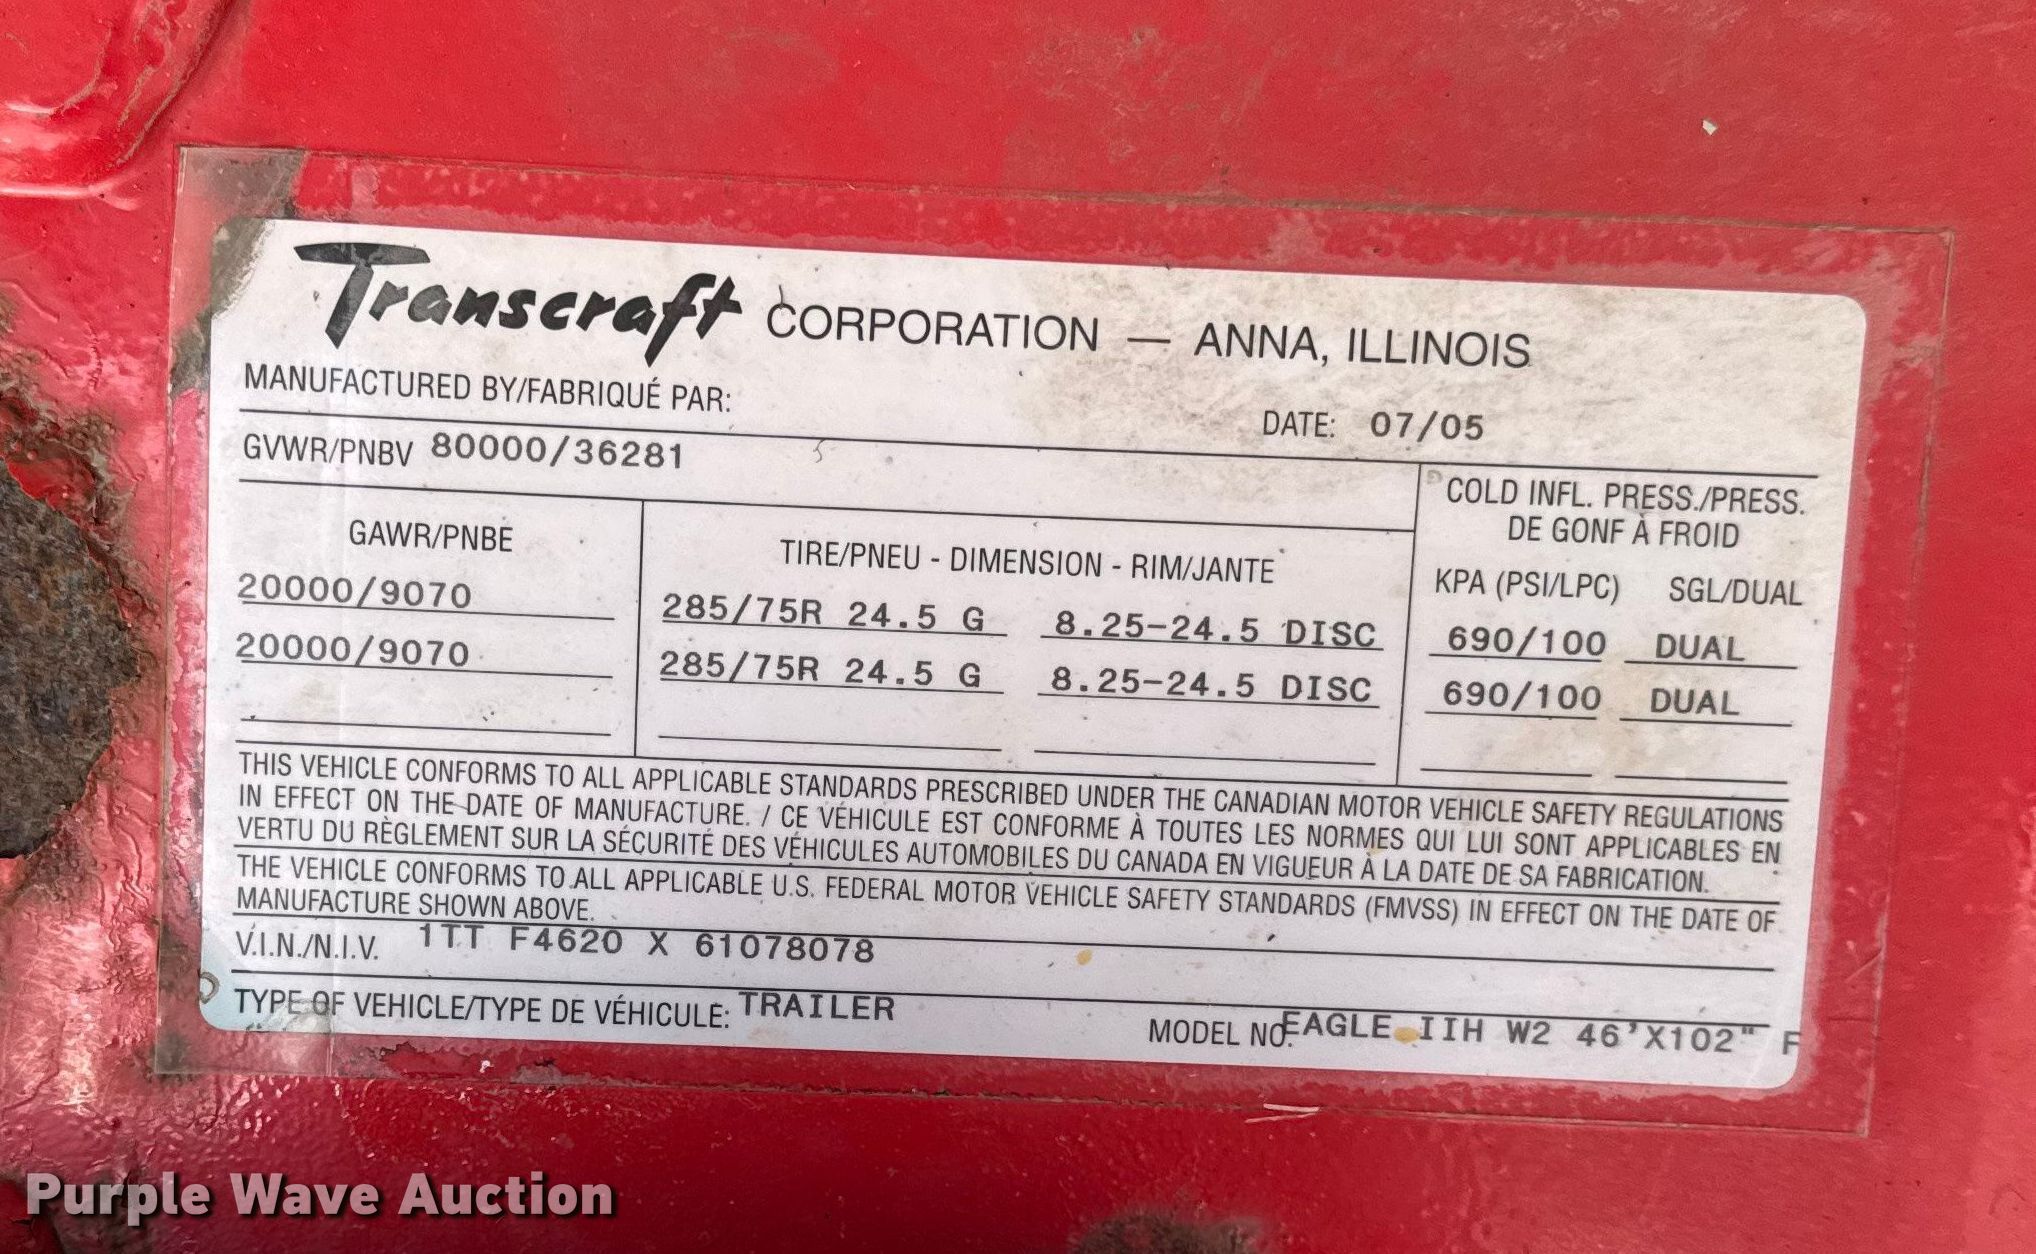 Transcraft CORPORATION — ANNA, ILLINOIS
MANUFACTURED BY/FABRIQUÉ PAR:
DATE: 07/05
GVWR/PNBV 80000/36281
COLD INFL. PRESS./PRESS.
DE GONF À FROID
GAWR/PNBE
TIRE/PNEU - DIMENSION - RIM/JANTE
KPA (PSI/LPC) SGL/DUAL
20000/9070 285/75R 24.5 G 8.25-24.5 DISC 690/100 DUAL
20000/9070 285/75R 24.5 G 8.25-24.5 DISC 690/100 DUAL
THIS VEHICLE CONFORMS TO ALL APPLICABLE STANDARDS PRESCRIBED UNDER THE CANADIAN MOTOR VEHICLE SAFETY REGULATIONS
IN EFFECT ON THE DATE OF MANUFACTURE. / CE VÉHICULE EST CONFORME À TOUTES LES NORMES QUI LUI SONT APPLICABLES EN
VERTU DU RÈGLEMENT SUR LA SÉCURITÉ DES VÉHICULES AUTOMOBILES DU CANADA EN VIGUEUR À LA DATE DE SA FABRICATION.
THE VEHICLE CONFORMS TO ALL APPLICABLE U.S. FEDERAL MOTOR VEHICLE SAFETY STANDARDS (FMVSS) IN EFFECT ON THE DATE OF
MANUFACTURE SHOWN ABOVE.
V.I.N./N.I.V. 1TT F4620 X 61078078
TYPE OF VEHICLE/TYPE DE VÉHICULE: TRAILER
MODEL NO. EAGLE IIH W2 46'X102" F
Purple Wave Auction